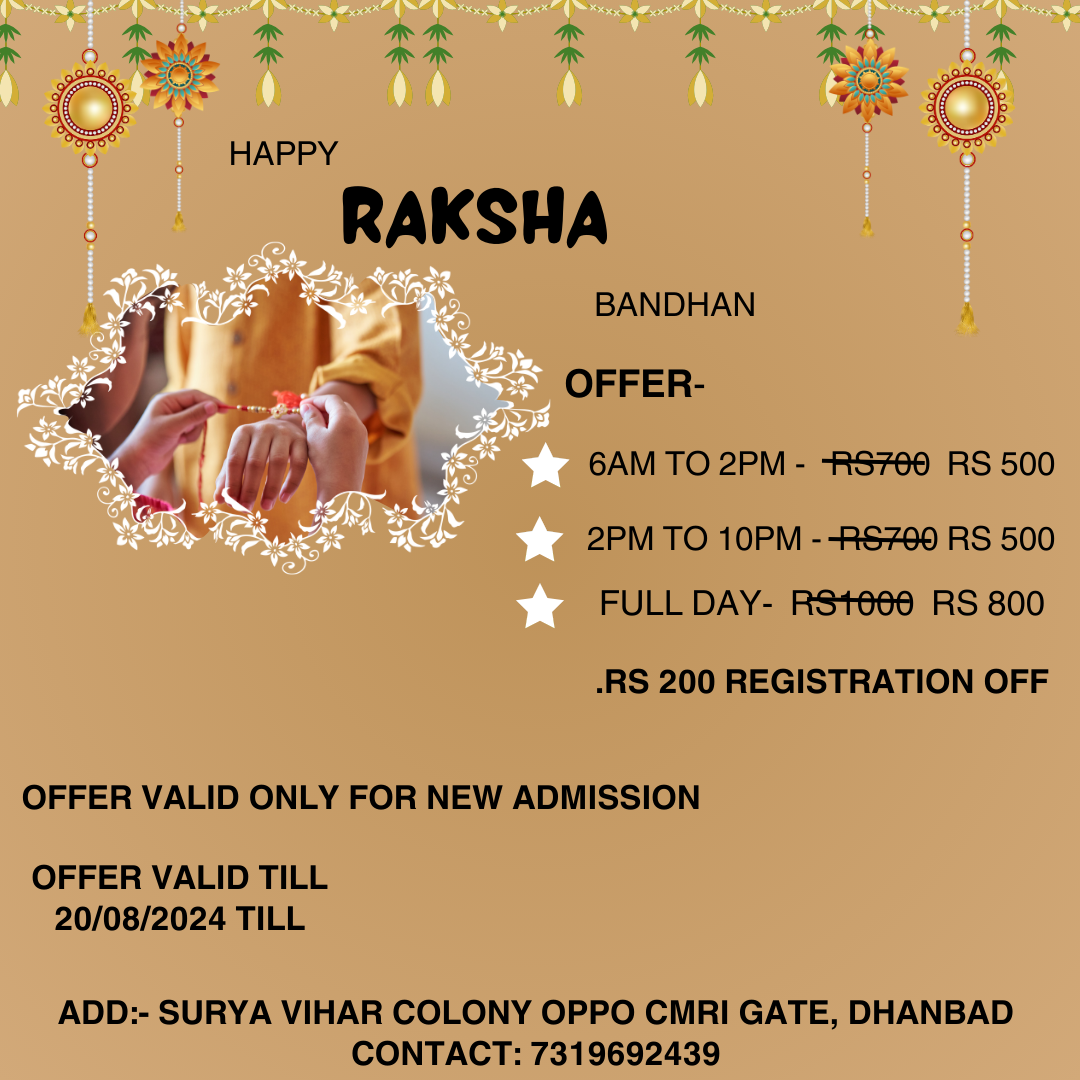 HAPPY
RAKSHA
BANDHAN
OFFER-
6AM TO 2PM - RS700 RS 500
2PM TO 10PM - RS700 RS 500
FULL DAY- RS1000 RS 800
.RS 200 REGISTRATION OFF
OFFER VALID ONLY FOR NEW ADMISSION
OFFER VALID TILL
20/08/2024 TILL
ADD:- SURYA VIHAR COLONY OPPO CMRI GATE, DHANBAD
CONTACT: 7319692439